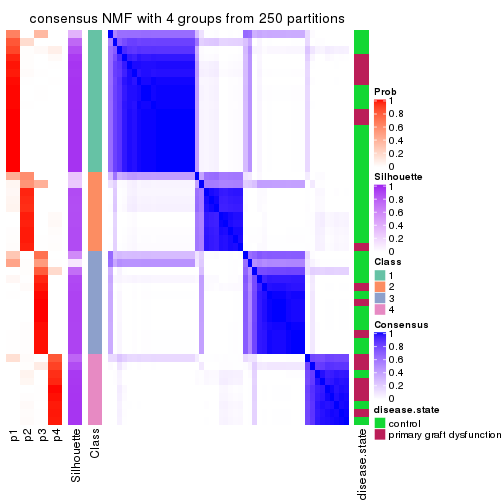 consensus NMF with 4 groups from 250 partitions
Prob
1
0.8
0.6
0.4
0.2
0
Silhouette
1
0.8
0.6
0.4
0.2
0
Class
1
2
3
4
Consensus
1
0.8
0.6
0.4
0.2
0
disease.state
control
primary graft dysfunction
p1
p2
p3
p4
Silhouette
Class
disease.state